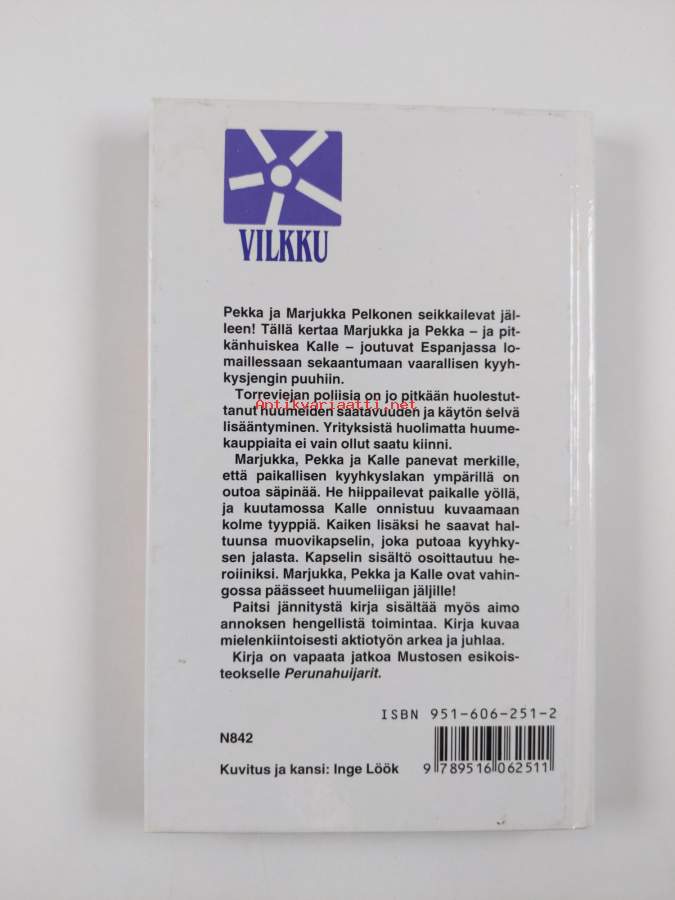 VILKKU
Pekka ja Marjukka Pelkonen seikkailevat jäl-
leen! Tällä kertaa Marjukka ja Pekka – ja pit-
känhuiskea Kalle – joutuvat Espanjassa lo-
maillessaan sekaantumaan vaarallisen kyyh-
kysjengin puuhiin.
Torreviejan poliisia on jo pitkään huolestut-
Antikvariaatti.net
tanut huumeiden saatavuuden ja käytön selvä
lisääntyminen. Yrityksistä huolimatta huume-
kauppiaita ei vain ollut saatu kiinni.
Marjukka, Pekka ja Kalle panevat merkille,
että paikallisen kyyhkyslakan ympärillä on
outoa säpinää. He hiippailevat paikalle yöllä,
ja kuutamossa Kalle onnistuu kuvaamaan
kolme tyyppiä. Kaiken lisäksi he saavat hal-
tuunsa muovikapselin, joka putoaa kyyhky-
sen jalasta. Kapselin sisältö osoittautuu he-
roiiniksi. Marjukka, Pekka ja Kalle ovat vahin-
gossa päässeet huumeliigan jäljille!
Paitsi jännitystä kirja sisältää myös aimo
annoksen hengellistä toimintaa. Kirja kuvaa
mielenkiintoisesti aktiotyön arkea ja juhlaa.
Kirja on vapaata jatkoa Mustosen esikois-
teokselle Perunahuijarit.
ISBN 951-606-251-2
N842
Kuvitus ja kansi: Inge Löök
9 789516 062511